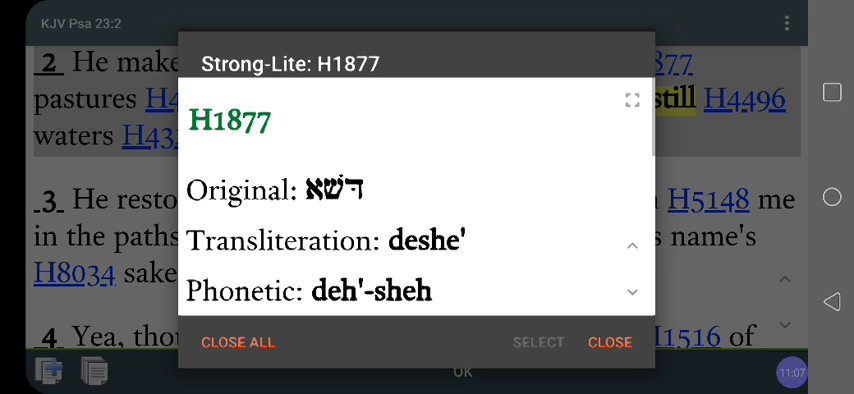 KJV Psa 23:2
Strong-Lite: H1877
2 He make
877
pastures H4
still H4496
waters H43
H1877
Original: דּשׁא
Transliteration: deshe'
Phonetic: deh'-sheh
3 He resto
H5148 me
in the paths
s name's
H8034 sake
4 Yea, thou
H1516 of
CLOSE ALL SELECT CLOSE
OK
11:07